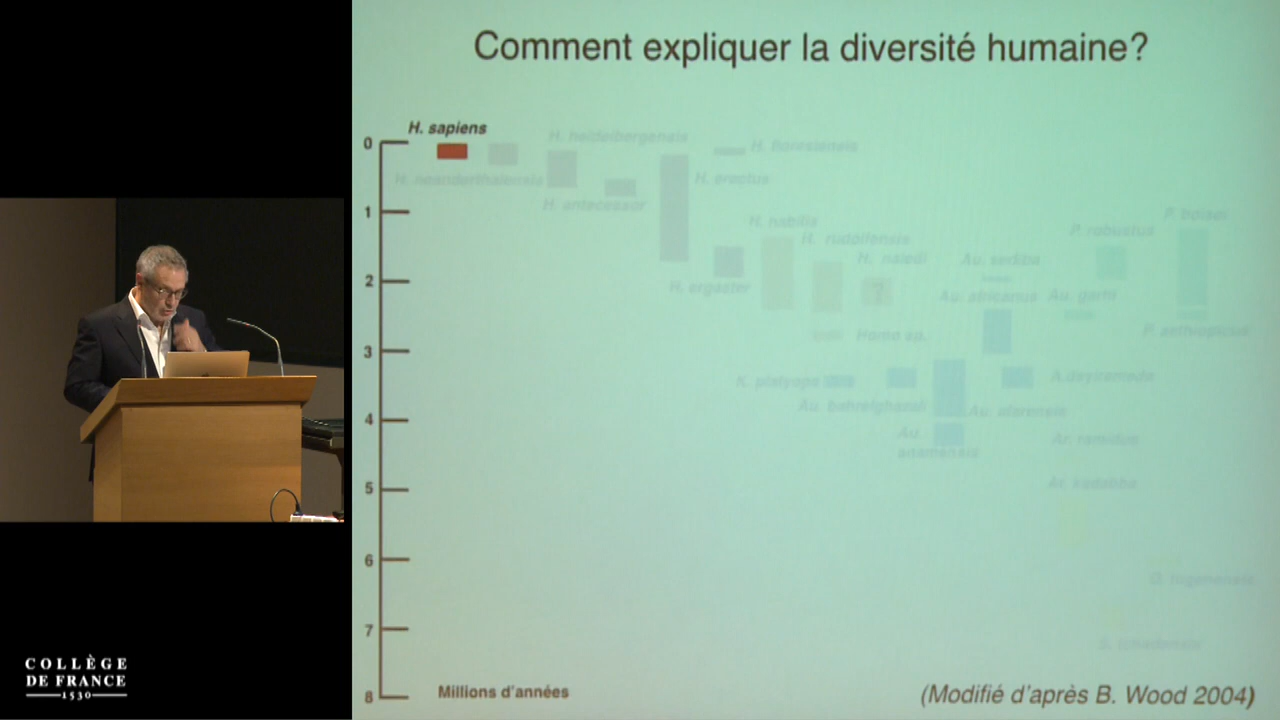 Comment expliquer la diversité humaine?
H. sapiens
H. heidelbergensis
H. floresiensis
H. neanderthalensis
H. erectus
H. antecessor
H. habilis
H. rudolfensis
H. naledi
?
H. ergaster
Homo sp.
Au. sediba
Au. africanus
Au. garhi
P. robustus
P. boisei
P. aethiopicus
K. platyops
A.deyiremeda
Au. bahrelghazali
Au. afarensis
Au.
anamensis
Ar. ramidus
Ar. kadabba
O. tugenensis
S. tchadensis
0
1
2
3
4
5
6
7
8
Millions d'années
(Modifié d'après B. Wood 2004)
COLLÈGE
DE FRANCE
1530